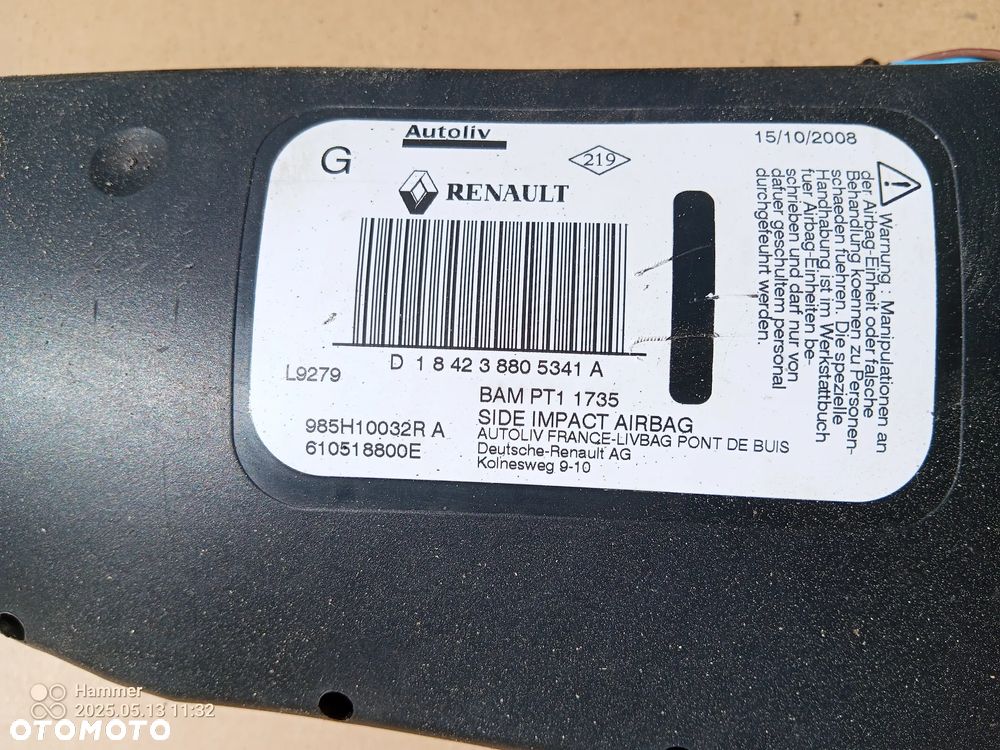 Autoliv
15/10/2008
G
219
RENAULT
D 1 8 42 3 880 5341 A
L9279
BAM PT1 1735
985H10032R A
SIDE IMPACT AIRBAG
610518800E
AUTOLIV FRANCE-LIVBAG PONT DE BUIS
Deutsche-Renault AG
Kolnesweg 9-10
Warnung : Manipulationen an
der Airbag-Einheit oder falsche
Behandlung koennen zu Personen-
schaeden fuehren. Die spezielle
Handhabung ist im Werkstattbuch
fuer Airbag-Einheiten be-
schrieben und darf nur von
dafuer geschultem personal
durchgefeuhrt werden.
Hammer
2025.05.13 11:32
OTOMOTO